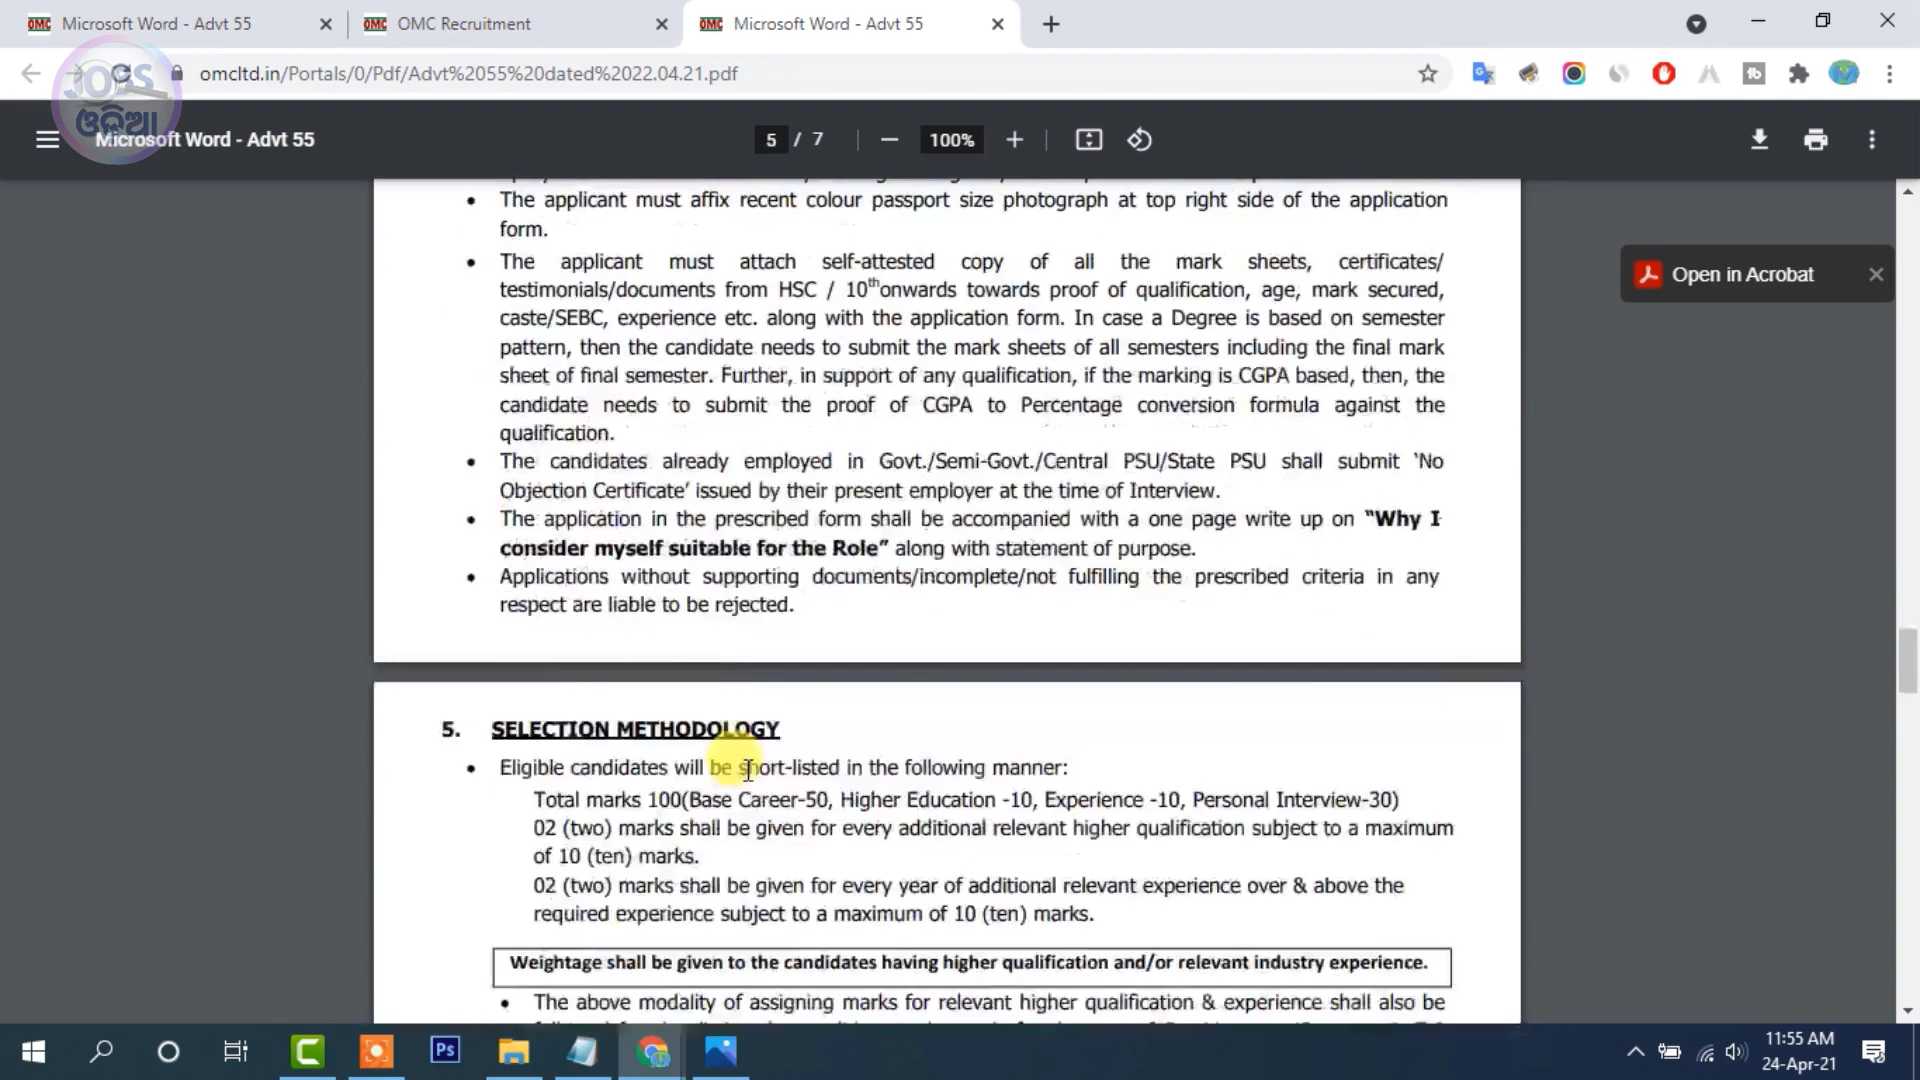 OMC Microsoft Word - Advt 55
OMC OMC Recruitment
OMC Microsoft Word - Advt 55
omcltd.in/Portals/0/Pdf/Advt%2055%20dated%2022.04.21.pdf
JOBS
ଓଡ଼ିଆ
Microsoft Word - Advt 55
5 / 7
100%
Open in Acrobat
• The applicant must affix recent colour passport size photograph at top right side of the application
form.
• The applicant must attach self-attested copy of all the mark sheets, certificates/
testimonials/documents from HSC / 10thonwards towards proof of qualification, age, mark secured,
caste/SEBC, experience etc. along with the application form. In case a Degree is based on semester
pattern, then the candidate needs to submit the mark sheets of all semesters including the final mark
sheet of final semester. Further, in support of any qualification, if the marking is CGPA based, then, the
candidate needs to submit the proof of CGPA to Percentage conversion formula against the
qualification.
• The candidates already employed in Govt./Semi-Govt./Central PSU/State PSU shall submit 'No
Objection Certificate' issued by their present employer at the time of Interview.
• The application in the prescribed form shall be accompanied with a one page write up on "Why I
consider myself suitable for the Role" along with statement of purpose.
• Applications without supporting documents/incomplete/not fulfilling the prescribed criteria in any
respect are liable to be rejected.
5. SELECTION METHODOLOGY
• Eligible candidates will be short-listed in the following manner:
Total marks 100(Base Career-50, Higher Education -10, Experience -10, Personal Interview-30)
02 (two) marks shall be given for every additional relevant higher qualification subject to a maximum
of 10 (ten) marks.
02 (two) marks shall be given for every year of additional relevant experience over & above the
required experience subject to a maximum of 10 (ten) marks.
Weightage shall be given to the candidates having higher qualification and/or relevant industry experience.
• The above modality of assigning marks for relevant higher qualification & experience shall also be
Ps
11:55 AM
24-Apr-21